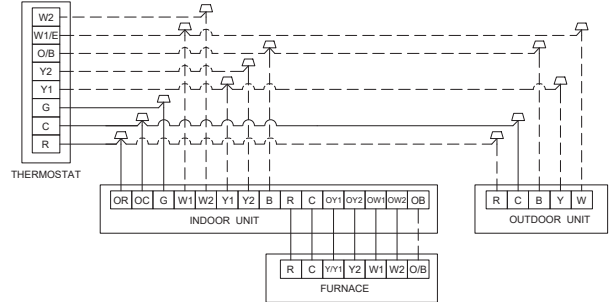 W2
W1/E
O/B
Y2
Y1
G
C
R
THERMOSTAT
OR OC G W1 W2 Y1 Y2 B R C OY1 OY2 OW1 OW2 OB
INDOOR UNIT
R C B Y W
OUTDOOR UNIT
R C Y/Y1 Y2 W1 W2 O/B
FURNACE